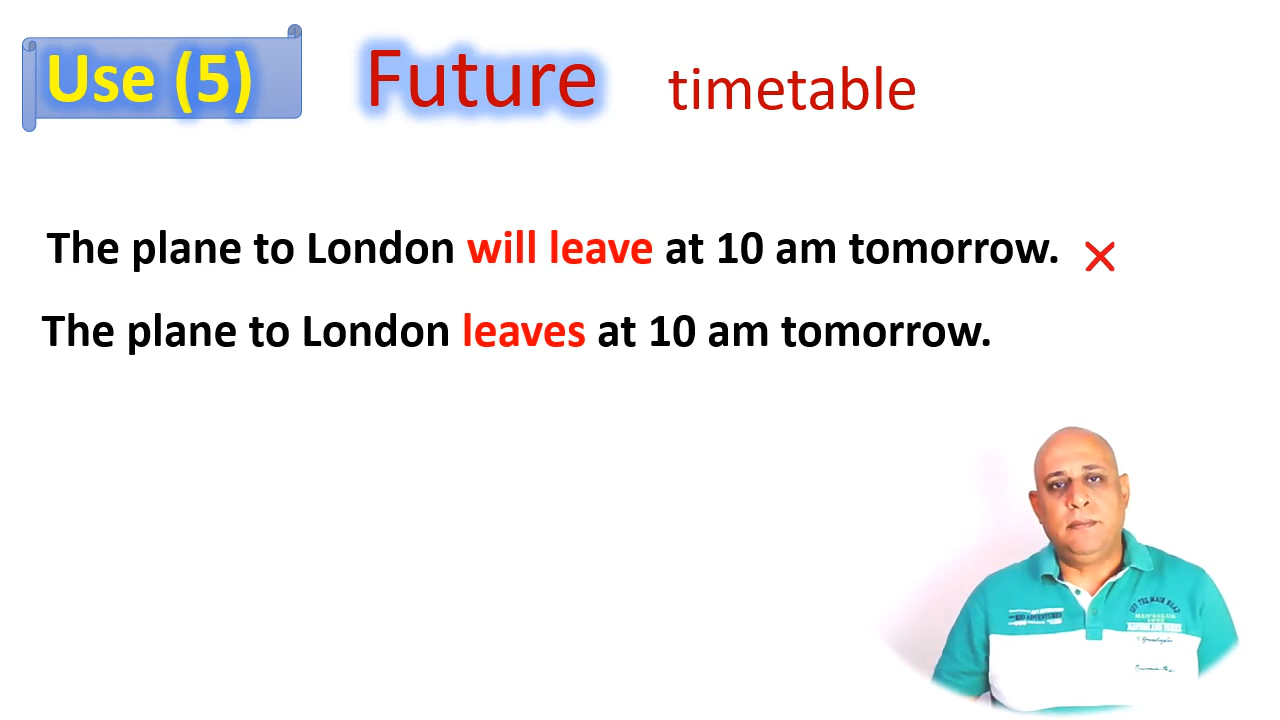 Use (5) Future timetable
The plane to London will leave at 10 am tomorrow. ×
The plane to London leaves at 10 am tomorrow.